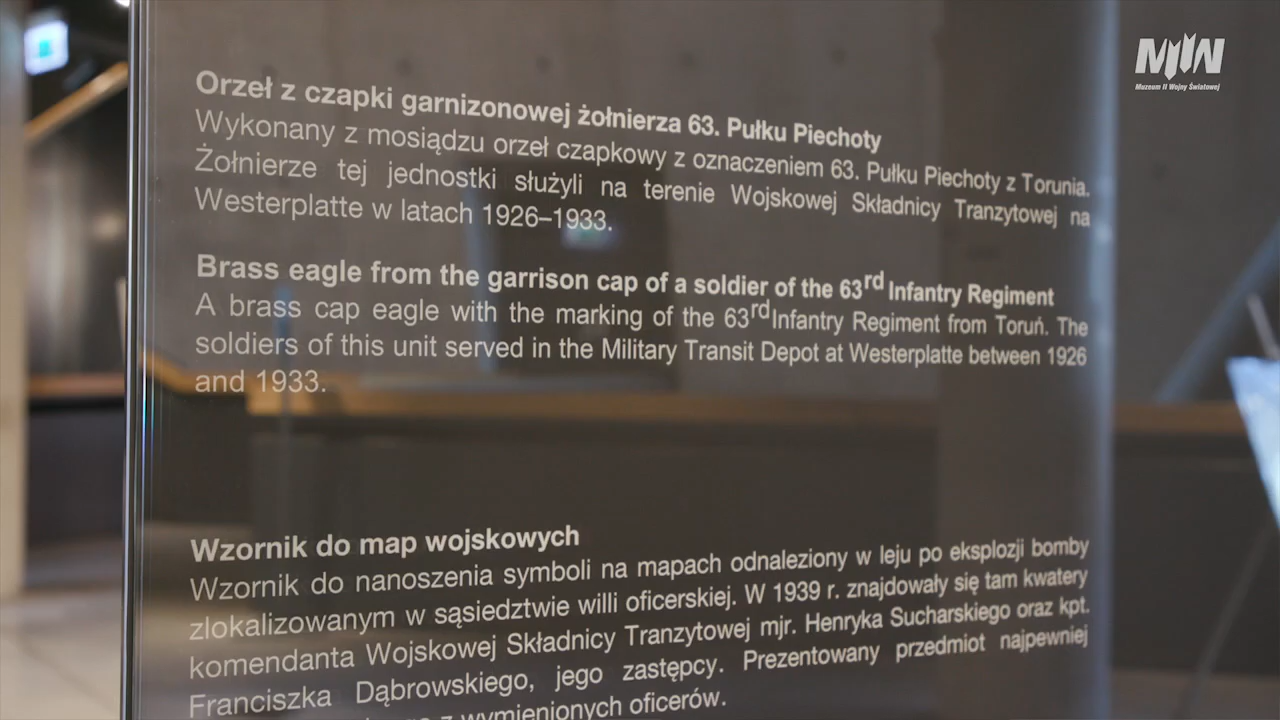 MIIW
Muzeum II Wojny Światowej
Orzeł z czapki garnizonowej żołnierza 63. Pułku Piechoty
Wykonany z mosiądzu orzeł czapkowy z oznaczeniem 63. Pułku Piechoty z Torunia.
Żołnierze tej jednostki służyli na terenie Wojskowej Składnicy Tranzytowej na
Westerplatte w latach 1926–1933.
Brass eagle from the garrison cap of a soldier of the 63rd Infantry Regiment
A brass cap eagle with the marking of the 63rd Infantry Regiment from Toruń. The
soldiers of this unit served in the Military Transit Depot at Westerplatte between 1926
and 1933.
Wzornik do map wojskowych
Wzornik do nanoszenia symboli na mapach odnaleziony w leju po eksplozji bomby
zlokalizowanym w sąsiedztwie willi oficerskiej. W 1939 r. znajdowały się tam kwatery
komendanta Wojskowej Składnicy Tranzytowej mjr. Henryka Sucharskiego oraz kpt.
Franciszka Dąbrowskiego, jego zastępcy. Prezentowany przedmiot najpewniej
z wymienionych oficerów.